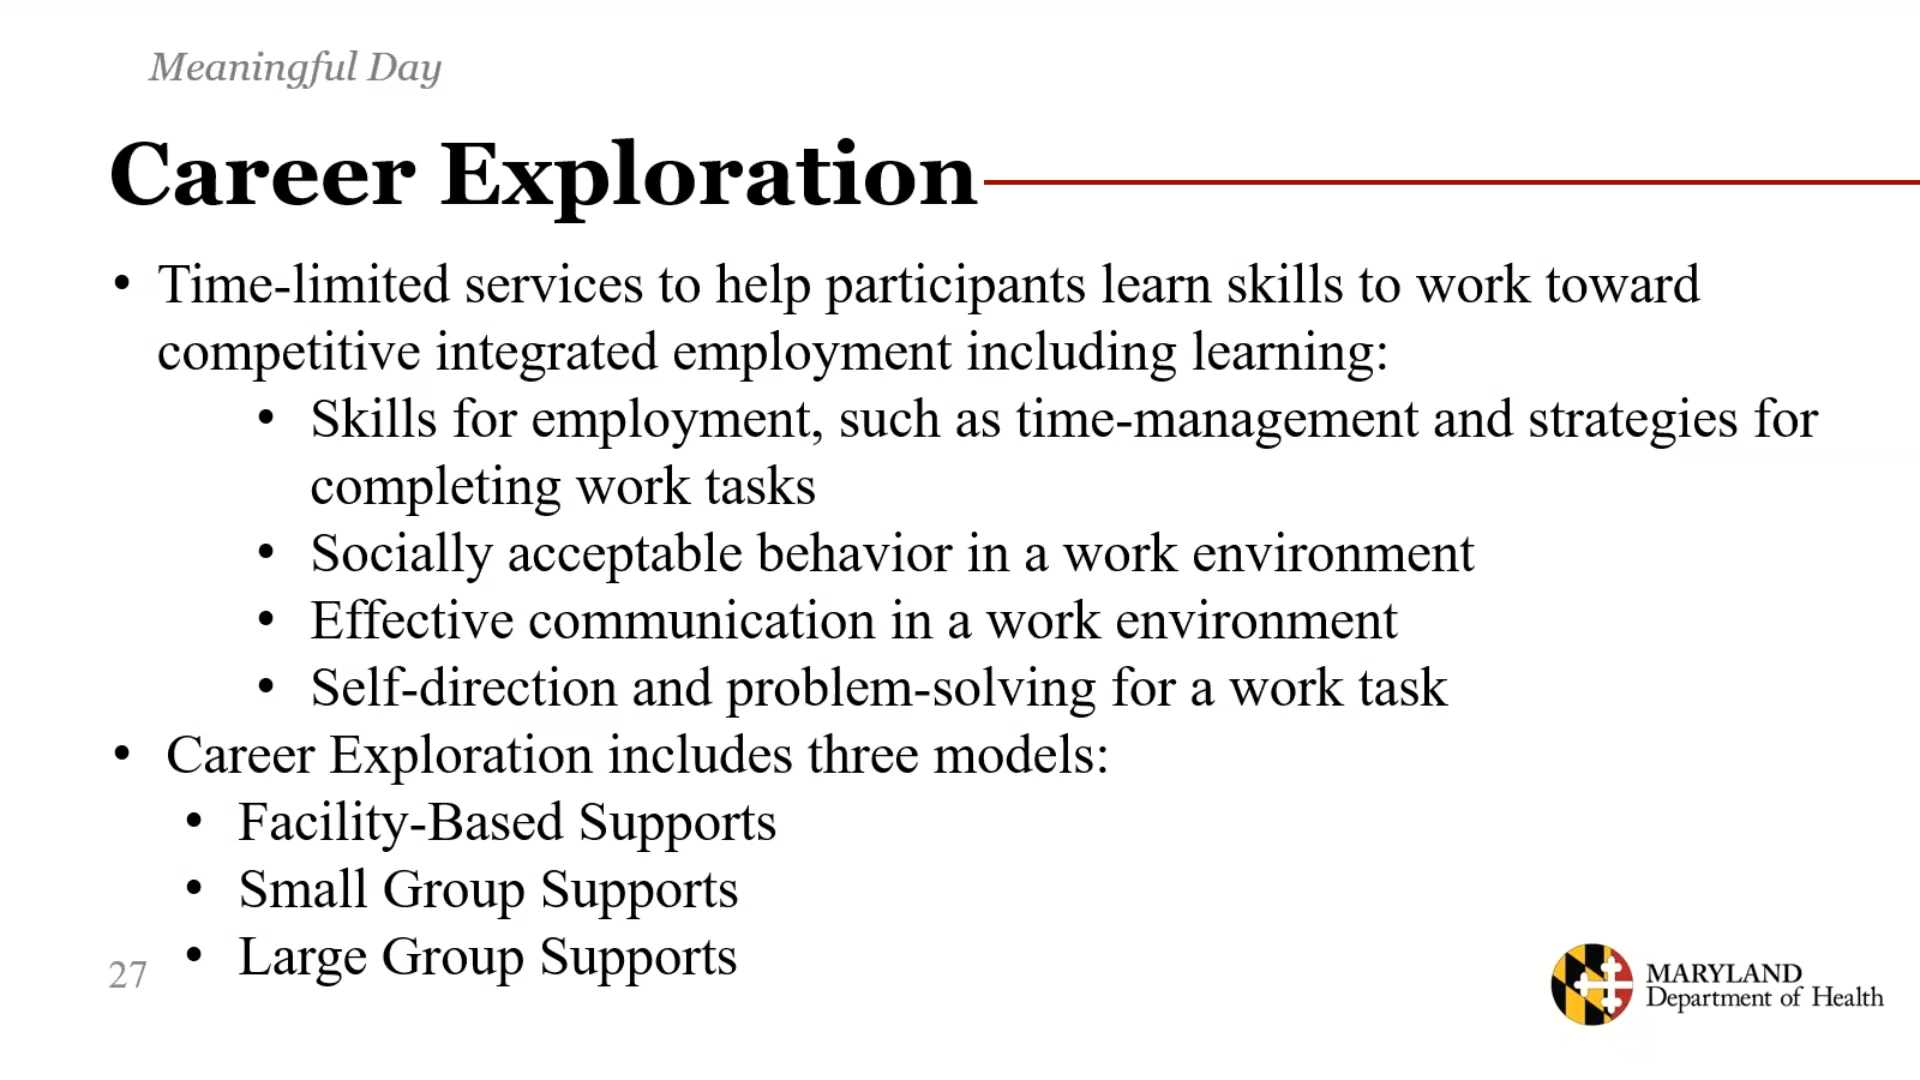 Meaningful Day
Career Exploration
• Time-limited services to help participants learn skills to work toward
competitive integrated employment including learning:
• Skills for employment, such as time-management and strategies for
completing work tasks
• Socially acceptable behavior in a work environment
• Effective communication in a work environment
• Self-direction and problem-solving for a work task
• Career Exploration includes three models:
• Facility-Based Supports
• Small Group Supports
• Large Group Supports
27
MARYLAND
Department of Health